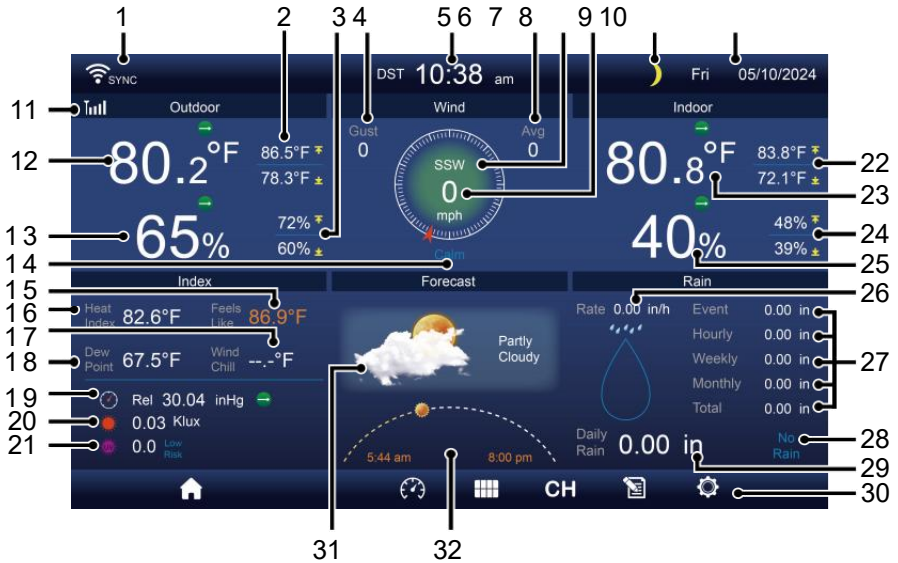 1 2 3 4 5 6 7 8 9 10
SYNC DST 10:38 am Fri 05/10/2024
11 Outdoor Wind Indoor
12 80.2°F 86.5°F 78.3°F
Gust 0 Avg 0
80.8°F 83.8°F 72.1°F 22
23
SSW 0 mph
13 65% 72% 60%
40% 48% 39% 24
14 Calm 25
Index Forecast Rain
15 26
16 Heat Index 82.6°F Feels Like 86.9°F
Rate 0.00 in/h Event 0.00 in
17 Hourly 0.00 in
18 Dew Point 67.5°F Wind Chill --.-°F
Partly Cloudy
Weekly 0.00 in 27
Monthly 0.00 in
19 Rel 30.04 inHg
Total 0.00 in
20 0.03 Klux
21 0.0 Low Risk
5:44 am 8:00 pm
Daily Rain 0.00 in No Rain 28
29
CH 30
31 32